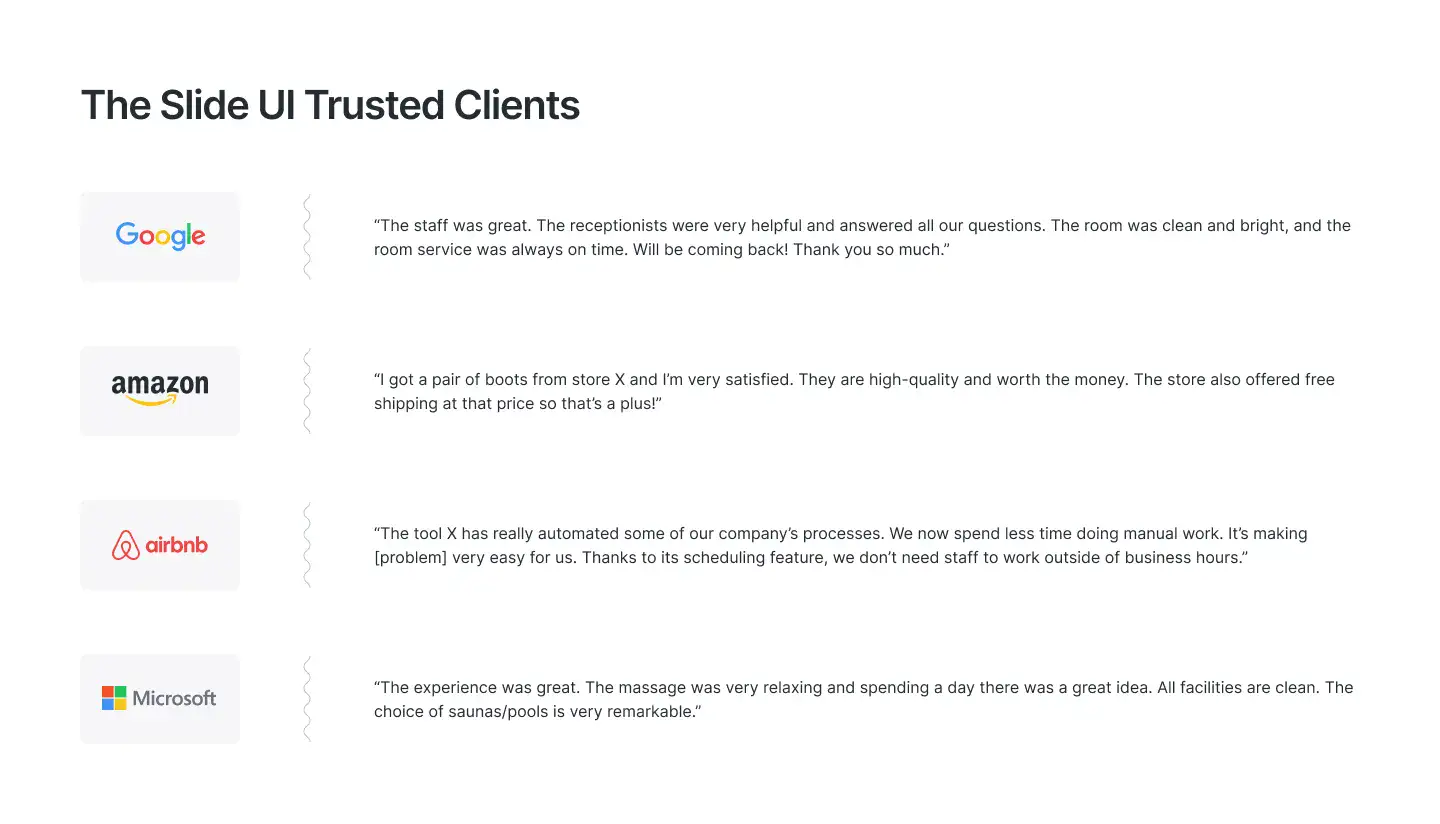 The Slide UI Trusted Clients
Google
“The staff was great. The receptionists were very helpful and answered all our questions. The room was clean and bright, and the
room service was always on time. Will be coming back! Thank you so much.”
amazon
“I got a pair of boots from store X and I’m very satisfied. They are high-quality and worth the money. The store also offered free
shipping at that price so that’s a plus!”
airbnb
“The tool X has really automated some of our company’s processes. We now spend less time doing manual work. It’s making
[problem] very easy for us. Thanks to its scheduling feature, we don’t need staff to work outside of business hours.”
Microsoft
“The experience was great. The massage was very relaxing and spending a day there was a great idea. All facilities are clean. The
choice of saunas/pools is very remarkable.”